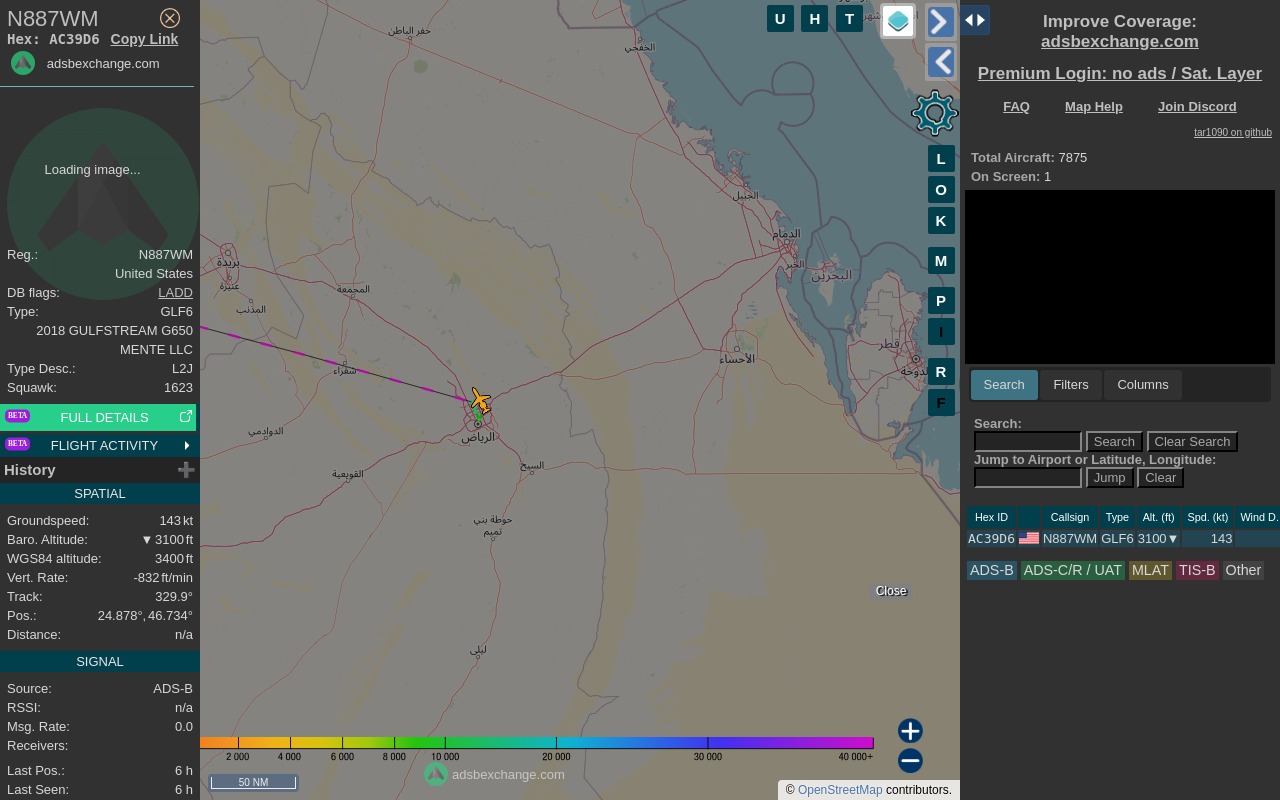 N887WM
Hex: AC39D6 Copy Link
adsbexchange.com
Loading image...
Reg.: N887WM
United States
DB flags: LADD
Type: GLF6
2018 GULFSTREAM G650
MENTE LLC
Type Desc.: L2J
Squawk: 1623
BETA FULL DETAILS
BETA FLIGHT ACTIVITY
History
SPATIAL
Groundspeed: 143 kt
Baro. Altitude: ▼ 3100 ft
WGS84 altitude: 3400 ft
Vert. Rate: -832 ft/min
Track: 329.9°
Pos.: 24.878°, 46.734°
Distance: n/a
SIGNAL
Source: ADS-B
RSSI: n/a
Msg. Rate: 0.0
Receivers:
Last Pos.: 6 h
Last Seen: 6 h
حفر الباطن
الخفجي
الجبيل
الدمام
الخبر
البحرين
بريدة
عنيزة
المذنب
المجمعة
شقراء
الأحساء
قطر
الدوحة
الرياض
الدوادمي
السيح
القويعية
حوطة بني
تميم
ليلى
U H T
L
O
K
M
P
I
R
F
Close
2 000 4 000 6 000 8 000 10 000 20 000 30 000 40 000+
50 NM
adsbexchange.com
© OpenStreetMap contributors.
Improve Coverage:
adsbexchange.com
Premium Login: no ads / Sat. Layer
FAQ Map Help Join Discord
tar1090 on github
Total Aircraft: 7875
On Screen: 1
Search Filters Columns
Search:
Search Clear Search
Jump to Airport or Latitude, Longitude:
Jump Clear
Hex ID Callsign Type Alt. (ft) Spd. (kt) Wind D.
AC39D6 N887WM GLF6 3100▼ 143
ADS-B ADS-C/R / UAT MLAT TIS-B Other